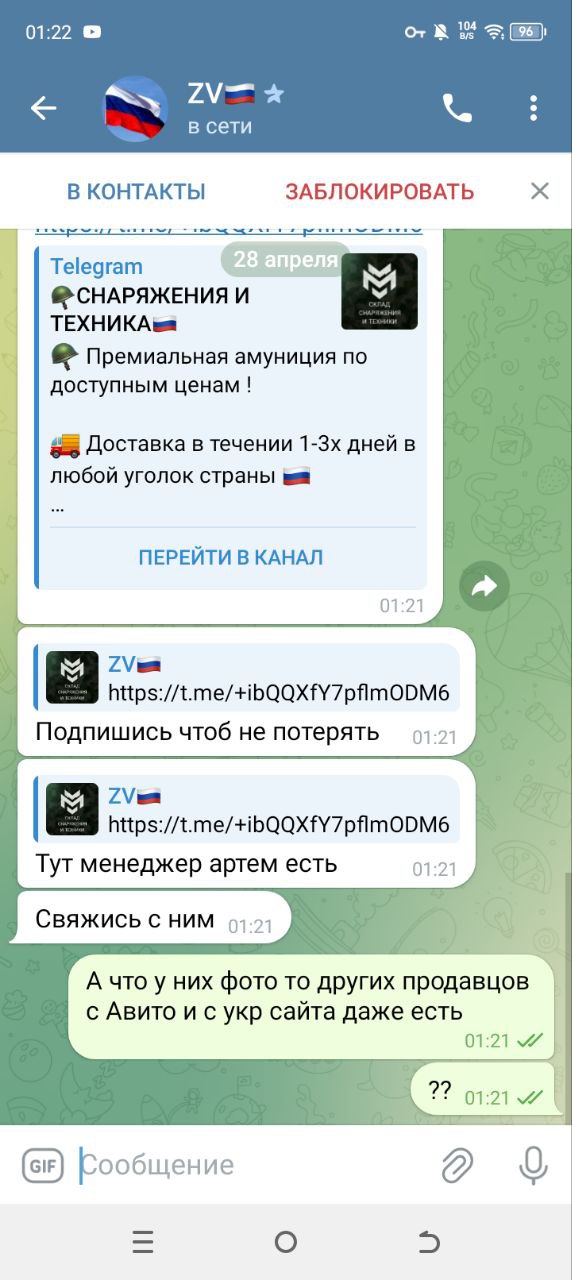 01:22
104
B/S
96
ZV
в сети
В КОНТАКТЫ
ЗАБЛОКИРОВАТЬ
28 апреля
Telegram
СНАРЯЖЕНИЯ И
ТЕХНИКА
СКЛАД
СНАРЯЖЕНИЯ
И ТЕХНИКИ
Премиальная амуниция по
доступным ценам !
Доставка в течении 1-3х дней в
любой уголок страны
...
ПЕРЕЙТИ В КАНАЛ
01:21
ZV
https://t.me/+ibQQXfY7pflmODM6
Подпишись чтоб не потерять
01:21
ZV
https://t.me/+ibQQXfY7pflmODM6
Тут менеджер артем есть
01:21
Свяжись с ним
01:21
А что у них фото то других продавцов
с Авито и с укр сайта даже есть
01:21
??
01:21
GIF
Сообщение